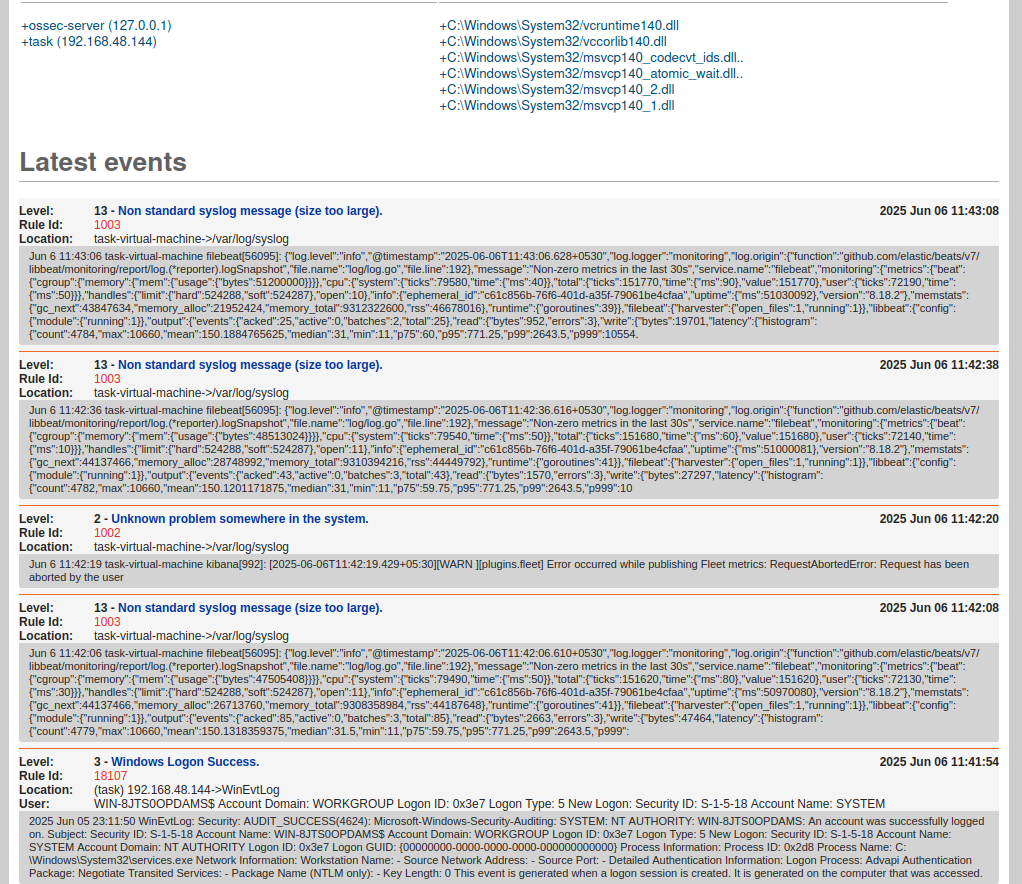 +ossec-server (127.0.0.1)
+task (192.168.48.144)
+C:\Windows\System32/vcruntime140.dll
+C:\Windows\System32/vccorlib140.dll
+C:\Windows\System32/msvcp140_codecvt_ids.dll..
+C:\Windows\System32/msvcp140_atomic_wait.dll..
+C:\Windows\System32/msvcp140_2.dll
+C:\Windows\System32/msvcp140_1.dll
Latest events
Level: 13 - Non standard syslog message (size too large). 2025 Jun 06 11:43:08
Rule Id: 1003
Location: task-virtual-machine->/var/log/syslog
Jun 6 11:43:06 task-virtual-machine filebeat[56095]: {"log.level":"info","@timestamp":"2025-06-06T11:43:06.628+0530","log.logger":"monitoring","log.origin":{"function":"github.com/elastic/beats/v7/
libbeat/monitoring/report/log.(*reporter).logSnapshot","file.name":"log/log.go","file.line":192},"message":"Non-zero metrics in the last 30s","service.name":"filebeat","monitoring":{"metrics":{"beat":
{"cgroup":{"memory":{"mem":{"usage":{"bytes":51200000}}}},"cpu":{"system":{"ticks":79580,"time":{"ms":40}},"total":{"ticks":151770,"time":{"ms":90},"value":151770},"user":{"ticks":72190,"time":
{"ms":50}}},"handles":{"limit":{"hard":524288,"soft":524287},"open":10},"info":{"ephemeral_id":"c61c856b-76f6-401d-a35f-79061be4cfaa","uptime":{"ms":51030092},"version":"8.18.2"},"memstats":
{"gc_next":43847634,"memory_alloc":21952424,"memory_total":9312322600,"rss":46678016},"runtime":{"goroutines":39}},"filebeat":{"harvester":{"open_files":1,"running":1}},"libbeat":{"config":
{"module":{"running":1}},"output":{"events":{"acked":25,"active":0,"batches":2,"total":25},"read":{"bytes":952,"errors":3},"write":{"bytes":19701,"latency":{"histogram":
{"count":4784,"max":10660,"mean":150.1884765625,"median":31,"min":11,"p75":60,"p95":771.25,"p99":2643.5,"p999":10554.
Level: 13 - Non standard syslog message (size too large). 2025 Jun 06 11:42:38
Rule Id: 1003
Location: task-virtual-machine->/var/log/syslog
Jun 6 11:42:36 task-virtual-machine filebeat[56095]: {"log.level":"info","@timestamp":"2025-06-06T11:42:36.616+0530","log.logger":"monitoring","log.origin":{"function":"github.com/elastic/beats/v7/
libbeat/monitoring/report/log.(*reporter).logSnapshot","file.name":"log/log.go","file.line":192},"message":"Non-zero metrics in the last 30s","service.name":"filebeat","monitoring":{"metrics":{"beat":
{"cgroup":{"memory":{"mem":{"usage":{"bytes":48513024}}}},"cpu":{"system":{"ticks":79540,"time":{"ms":50}},"total":{"ticks":151680,"time":{"ms":60},"value":151680},"user":{"ticks":72140,"time":
{"ms":10}}},"handles":{"limit":{"hard":524288,"soft":524287},"open":11},"info":{"ephemeral_id":"c61c856b-76f6-401d-a35f-79061be4cfaa","uptime":{"ms":51000081},"version":"8.18.2"},"memstats":
{"gc_next":44137466,"memory_alloc":28748992,"memory_total":9310394216,"rss":44449792},"runtime":{"goroutines":41}},"filebeat":{"harvester":{"open_files":1,"running":1}},"libbeat":{"config":
{"module":{"running":1}},"output":{"events":{"acked":43,"active":0,"batches":3,"total":43},"read":{"bytes":1570,"errors":3},"write":{"bytes":27297,"latency":{"histogram":
{"count":4782,"max":10660,"mean":150.1201171875,"median":31,"min":11,"p75":59.75,"p95":771.25,"p99":2643.5,"p999":10
Level: 2 - Unknown problem somewhere in the system. 2025 Jun 06 11:42:20
Rule Id: 1002
Location: task-virtual-machine->/var/log/syslog
Jun 6 11:42:19 task-virtual-machine kibana[992]: [2025-06-06T11:42:19.429+05:30][WARN ][plugins.fleet] Error occurred while publishing Fleet metrics: RequestAbortedError: Request has been
aborted by the user
Level: 13 - Non standard syslog message (size too large). 2025 Jun 06 11:42:08
Rule Id: 1003
Location: task-virtual-machine->/var/log/syslog
Jun 6 11:42:06 task-virtual-machine filebeat[56095]: {"log.level":"info","@timestamp":"2025-06-06T11:42:06.610+0530","log.logger":"monitoring","log.origin":{"function":"github.com/elastic/beats/v7/
libbeat/monitoring/report/log.(*reporter).logSnapshot","file.name":"log/log.go","file.line":192},"message":"Non-zero metrics in the last 30s","service.name":"filebeat","monitoring":{"metrics":{"beat":
{"cgroup":{"memory":{"mem":{"usage":{"bytes":47505408}}}},"cpu":{"system":{"ticks":79490,"time":{"ms":50}},"total":{"ticks":151620,"time":{"ms":80},"value":151620},"user":{"ticks":72130,"time":
{"ms":30}}},"handles":{"limit":{"hard":524288,"soft":524287},"open":11},"info":{"ephemeral_id":"c61c856b-76f6-401d-a35f-79061be4cfaa","uptime":{"ms":50970080},"version":"8.18.2"},"memstats":
{"gc_next":44137466,"memory_alloc":26713760,"memory_total":9308358984,"rss":44187648},"runtime":{"goroutines":41}},"filebeat":{"harvester":{"open_files":1,"running":1}},"libbeat":{"config":
{"module":{"running":1}},"output":{"events":{"acked":85,"active":0,"batches":3,"total":85},"read":{"bytes":2663,"errors":3},"write":{"bytes":47464,"latency":{"histogram":
{"count":4779,"max":10660,"mean":150.1318359375,"median":31.5,"min":11,"p75":59.75,"p95":771.25,"p99":2643.5,"p999":
Level: 3 - Windows Logon Success. 2025 Jun 06 11:41:54
Rule Id: 18107
Location: (task) 192.168.48.144->WinEvtLog
User: WIN-8JTS0OPDAMS$ Account Domain: WORKGROUP Logon ID: 0x3e7 Logon Type: 5 New Logon: Security ID: S-1-5-18 Account Name: SYSTEM
2025 Jun 05 23:11:50 WinEvtLog: Security: AUDIT_SUCCESS(4624): Microsoft-Windows-Security-Auditing: SYSTEM: NT AUTHORITY: WIN-8JTS0OPDAMS: An account was successfully logged
on. Subject: Security ID: S-1-5-18 Account Name: WIN-8JTS0OPDAMS$ Account Domain: WORKGROUP Logon ID: 0x3e7 Logon Type: 5 New Logon: Security ID: S-1-5-18 Account Name:
SYSTEM Account Domain: NT AUTHORITY Logon ID: 0x3e7 Logon GUID: {00000000-0000-0000-0000-000000000000} Process Information: Process ID: 0x2d8 Process Name: C:
\Windows\System32\services.exe Network Information: Workstation Name: - Source Network Address: - Source Port: - Detailed Authentication Information: Logon Process: Advapi Authentication
Package: Negotiate Transited Services: - Package Name (NTLM only): - Key Length: 0 This event is generated when a logon session is created. It is generated on the computer that was accessed.